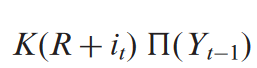 K(R + i_t) Π(Y_{t−1})